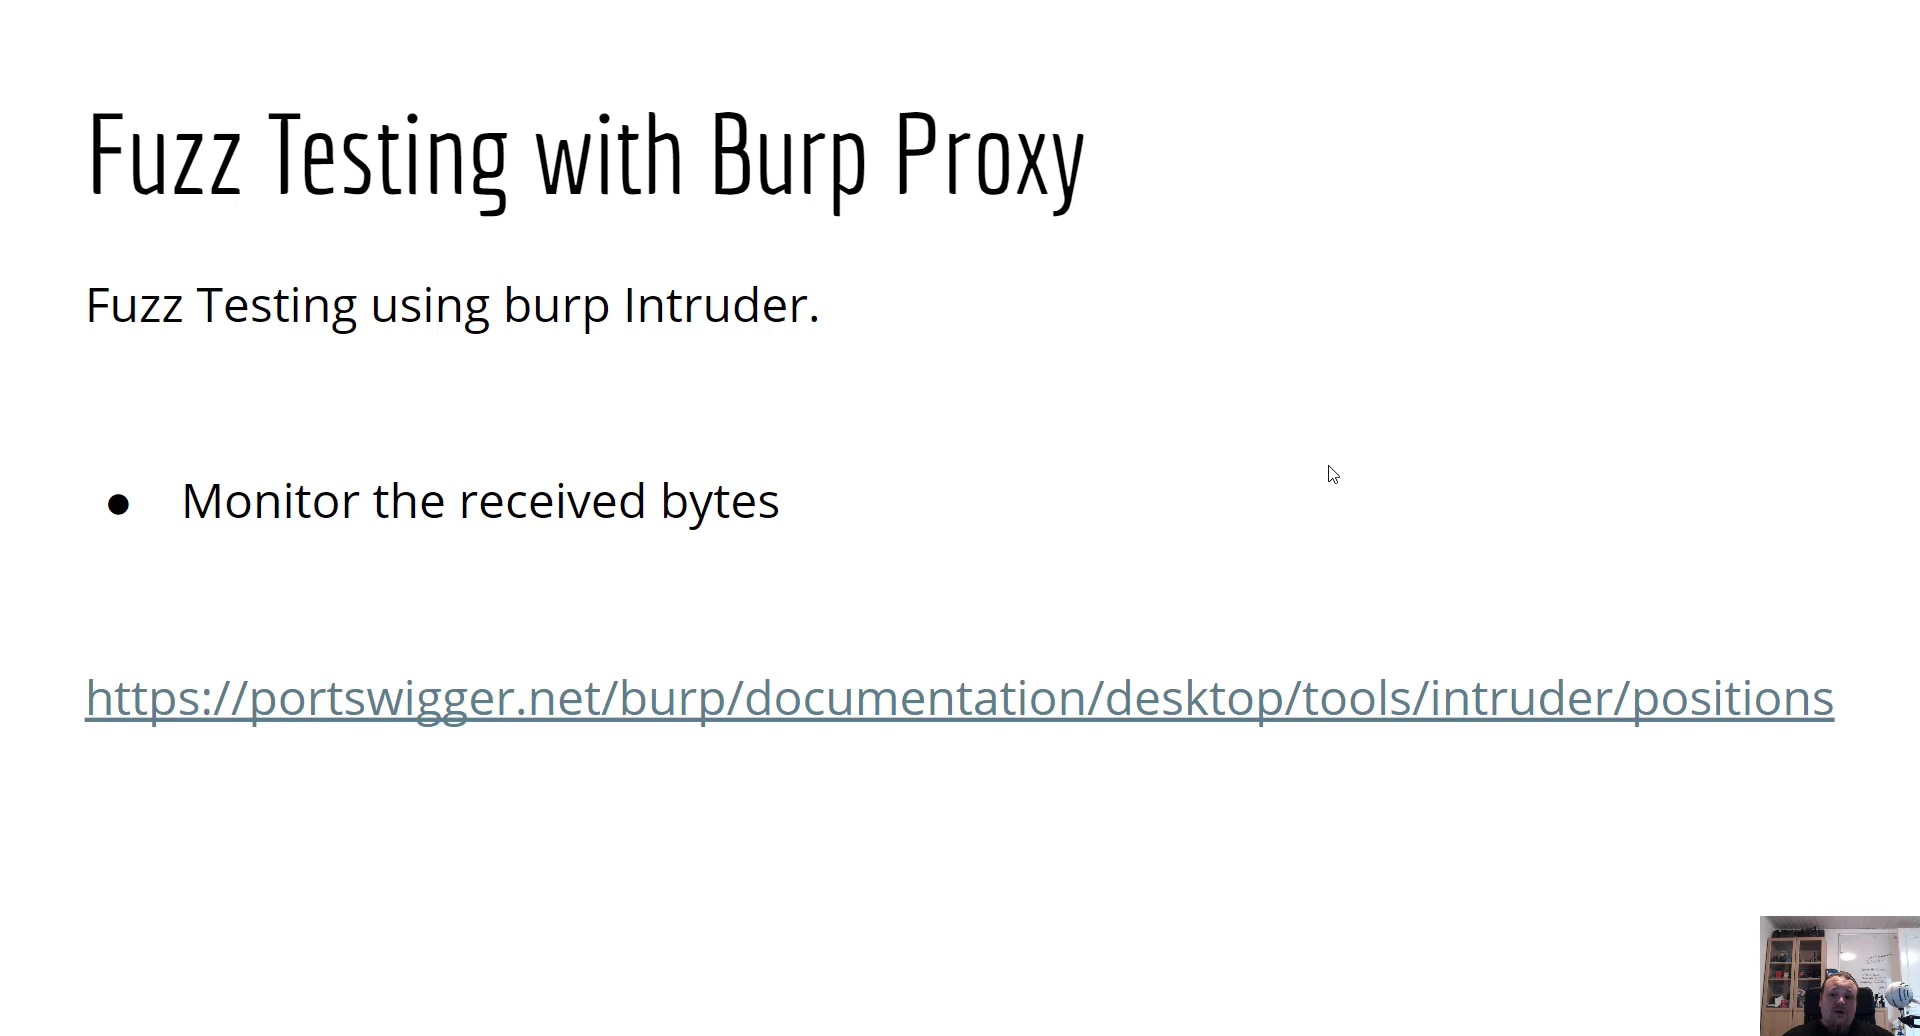 Fuzz Testing with Burp Proxy
Fuzz Testing using burp Intruder.
● Monitor the received bytes
https://portswigger.net/burp/documentation/desktop/tools/intruder/positions